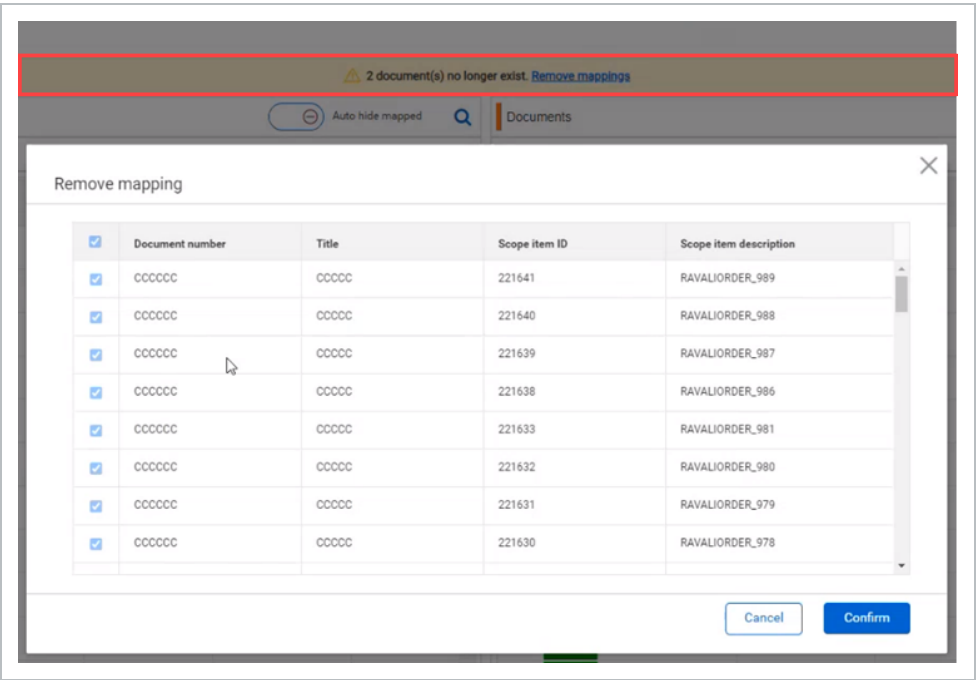 2 document(s) no longer exist. Remove mappings
Auto hide mapped
Documents
Remove mapping
Document number Title Scope item ID Scope item description
CCCCCC CCCCC 221641 RAVALIORDER_989
CCCCCC CCCCC 221640 RAVALIORDER_988
CCCCCC CCCCC 221639 RAVALIORDER_987
CCCCCC CCCCC 221638 RAVALIORDER_986
CCCCCC CCCCC 221633 RAVALIORDER_981
CCCCCC CCCCC 221632 RAVALIORDER_980
CCCCCC CCCCC 221631 RAVALIORDER_979
CCCCCC CCCCC 221630 RAVALIORDER_978
Cancel Confirm